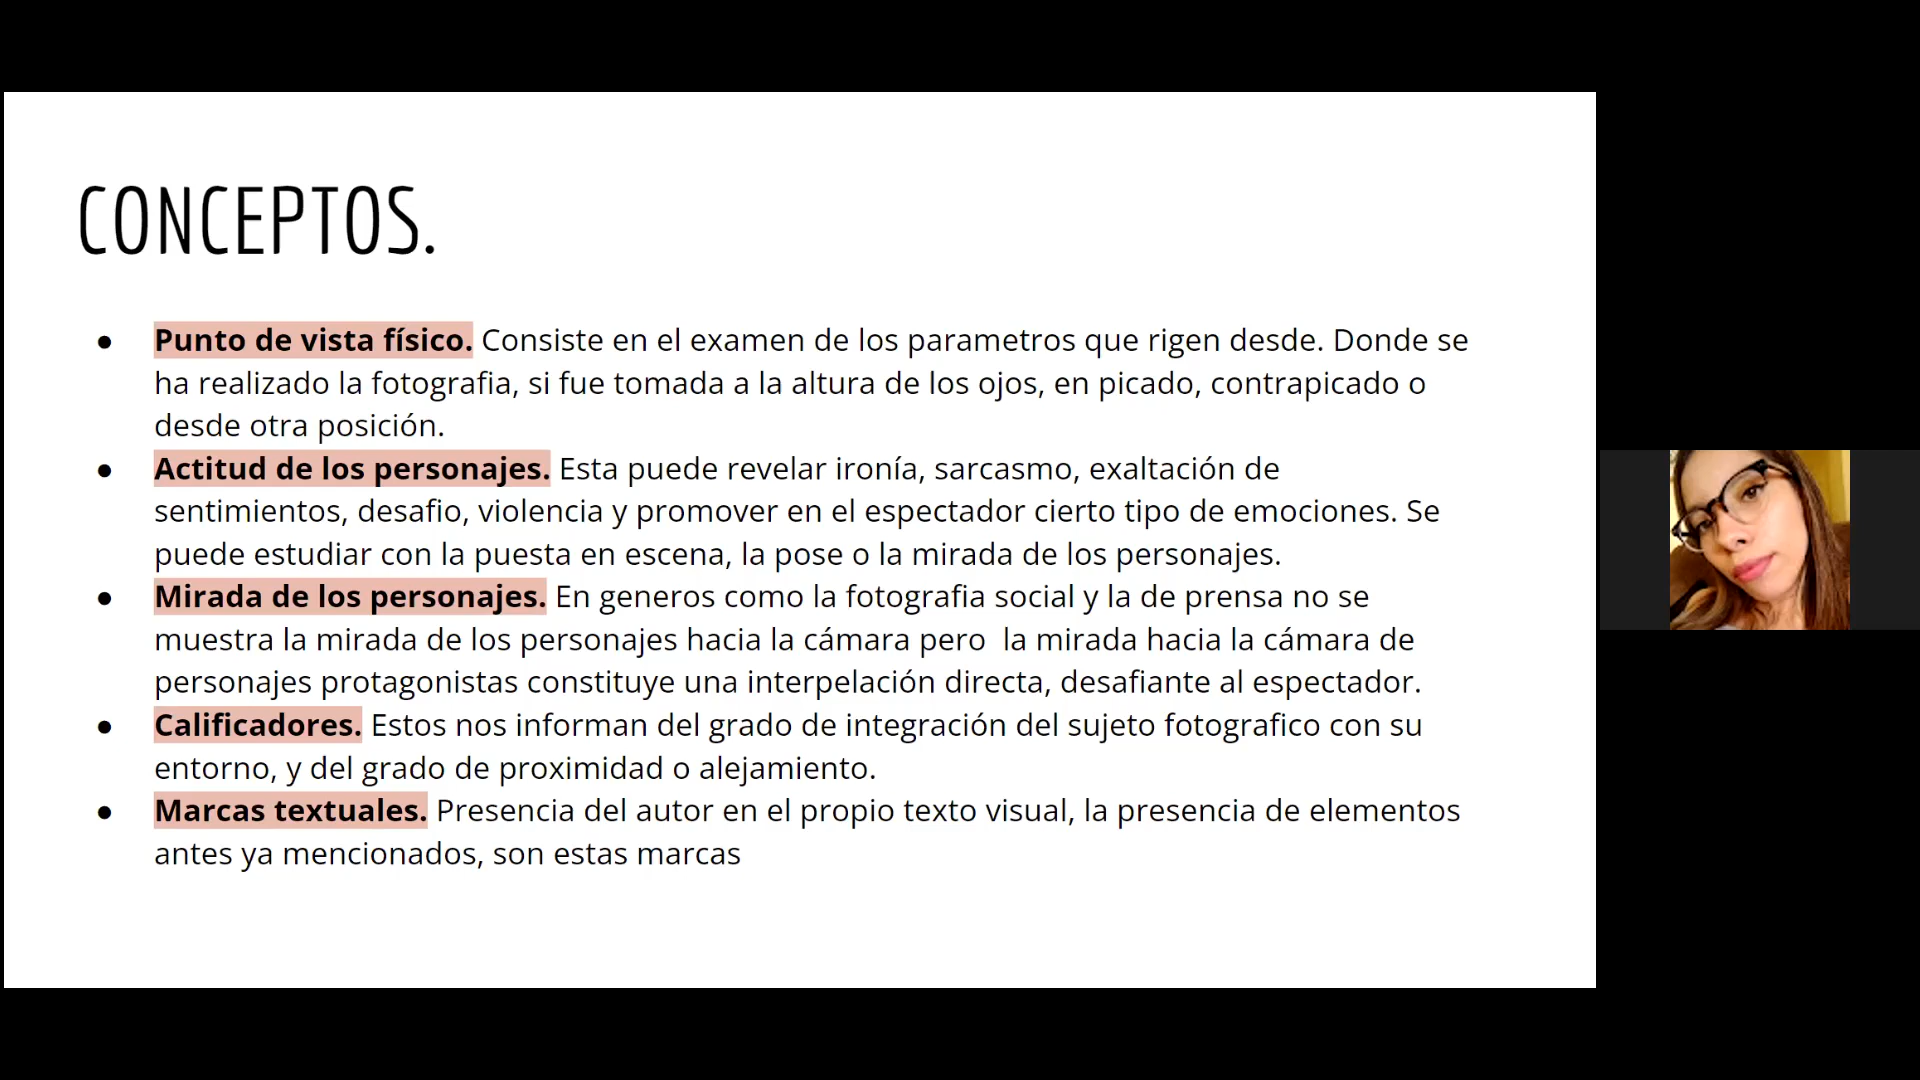 CONCEPTOS.
● Punto de vista físico. Consiste en el examen de los parametros que rigen desde. Donde se
ha realizado la fotografia, si fue tomada a la altura de los ojos, en picado, contrapicado o
desde otra posición.
● Actitud de los personajes. Esta puede revelar ironía, sarcasmo, exaltación de
sentimientos, desafio, violencia y promover en el espectador cierto tipo de emociones. Se
puede estudiar con la puesta en escena, la pose o la mirada de los personajes.
● Mirada de los personajes. En generos como la fotografia social y la de prensa no se
muestra la mirada de los personajes hacia la cámara pero  la mirada hacia la cámara de
personajes protagonistas constituye una interpelación directa, desafiante al espectador.
● Calificadores. Estos nos informan del grado de integración del sujeto fotografico con su
entorno, y del grado de proximidad o alejamiento.
● Marcas textuales. Presencia del autor en el propio texto visual, la presencia de elementos
antes ya mencionados, son estas marcas